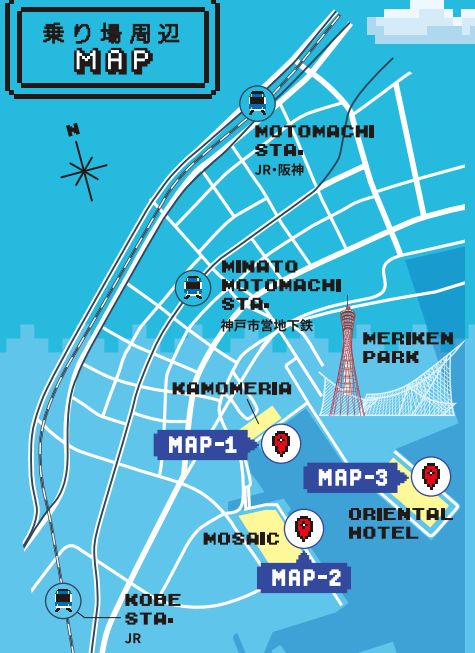 乗り場周辺
MAP
N
MOTOMACHI
STA.
JR・阪神
MINATO
MOTOMACHI
STA.
神戸市営地下鉄
MERIKEN
PARK
KAMOMERIA
MAP-1
MAP-3
ORIENTAL
HOTEL
MOSAIC
MAP-2
KOBE
STA.
JR